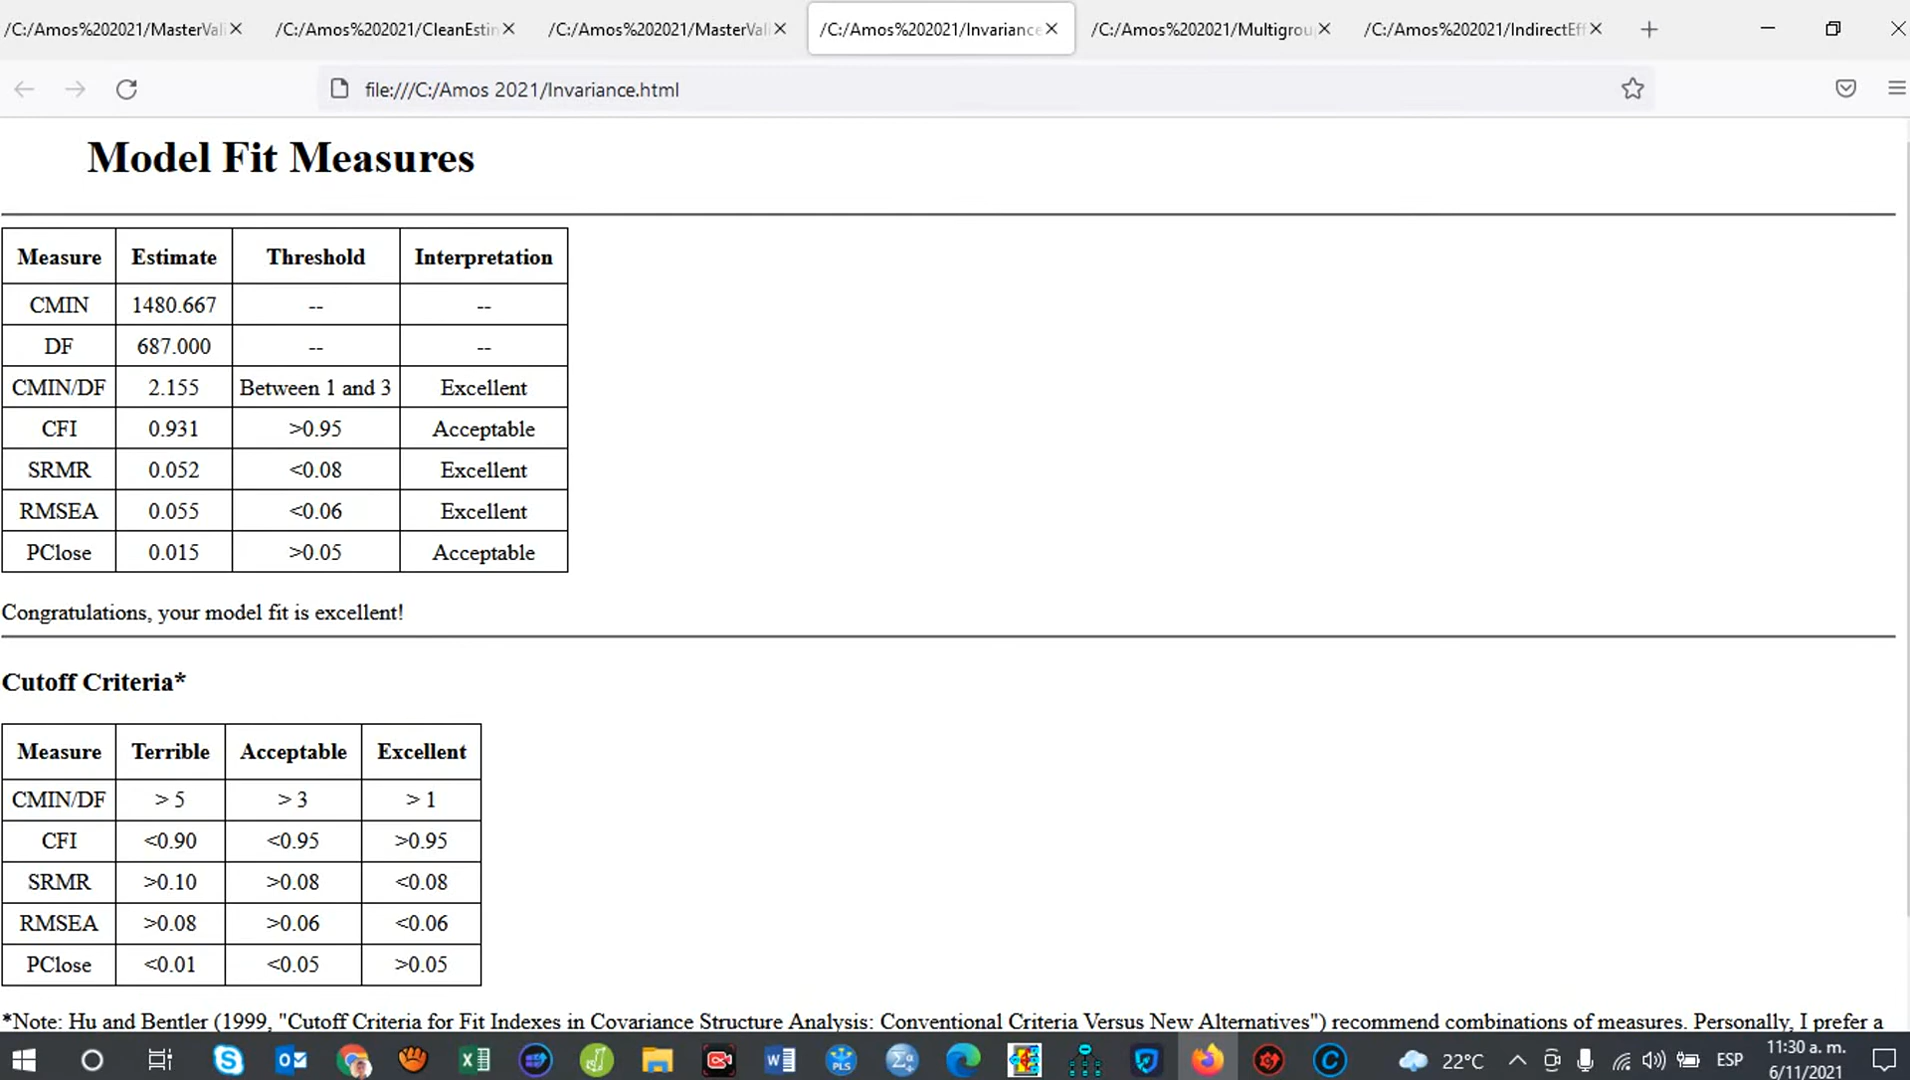 /C:/Amos%202021/MasterVali
/C:/Amos%202021/CleanEstin
/C:/Amos%202021/MasterVali
/C:/Amos%202021/Invariance
/C:/Amos%202021/Multigrou
/C:/Amos%202021/IndirectEff
file:///C:/Amos 2021/Invariance.html
Model Fit Measures
Measure Estimate Threshold Interpretation
CMIN 1480.667 -- --
DF 687.000 -- --
CMIN/DF 2.155 Between 1 and 3 Excellent
CFI 0.931 >0.95 Acceptable
SRMR 0.052 <0.08 Excellent
RMSEA 0.055 <0.06 Excellent
PClose 0.015 >0.05 Acceptable
Congratulations, your model fit is excellent!
Cutoff Criteria*
Measure Terrible Acceptable Excellent
CMIN/DF > 5 > 3 > 1
CFI <0.90 <0.95 >0.95
SRMR >0.10 >0.08 <0.08
RMSEA >0.08 >0.06 <0.06
PClose <0.01 <0.05 >0.05
*Note: Hu and Bentler (1999, "Cutoff Criteria for Fit Indexes in Covariance Structure Analysis: Conventional Criteria Versus New Alternatives") recommend combinations of measures. Personally, I prefer a
22°C
ESP
11:30 a. m.
6/11/2021